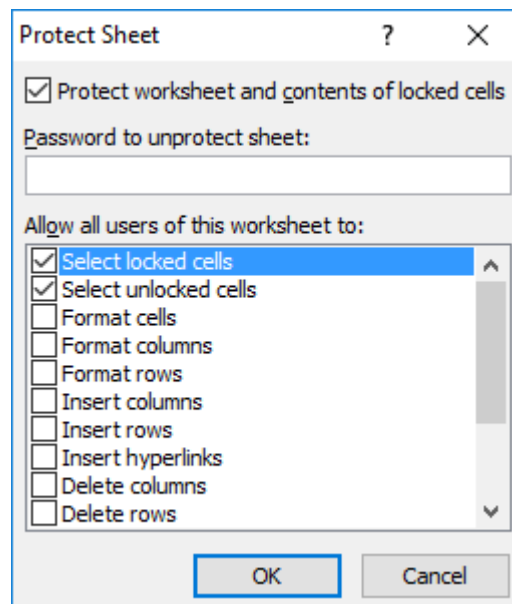 Protect Sheet ?
Protect worksheet and contents of locked cells
Password to unprotect sheet:
Allow all users of this worksheet to:
Select locked cells
Select unlocked cells
Format cells
Format columns
Format rows
Insert columns
Insert rows
Insert hyperlinks
Delete columns
Delete rows
OK Cancel